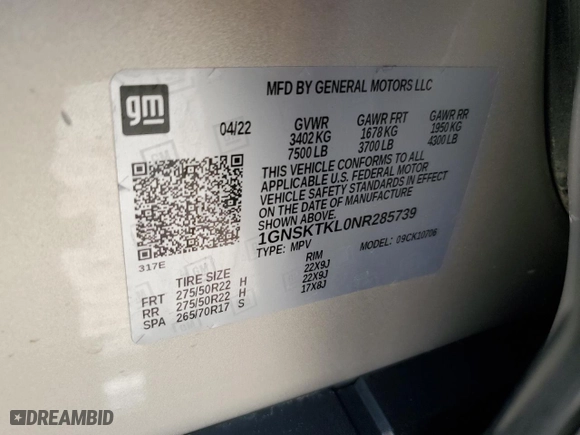 gm
MFD BY GENERAL MOTORS LLC
04/22 GVWR GAWR FRT GAWR RR
3402 KG 1678 KG 1950 KG
7500 LB 3700 LB 4300 LB
THIS VEHICLE CONFORMS TO ALL
APPLICABLE U.S. FEDERAL MOTOR
VEHICLE SAFETY STANDARDS IN EFFECT
ON THE DATE OF MANUFACTURE
SHOWN ABOVE.
1GNSKTKL0NR285739
TYPE: MPV MODEL: 09CK10706
317E
TIRE SIZE RIM
FRT 275/50R22 H 22X9J
RR 275/50R22 H 22X9J
SPA 265/70R17 S 17X8J
DREAMBID